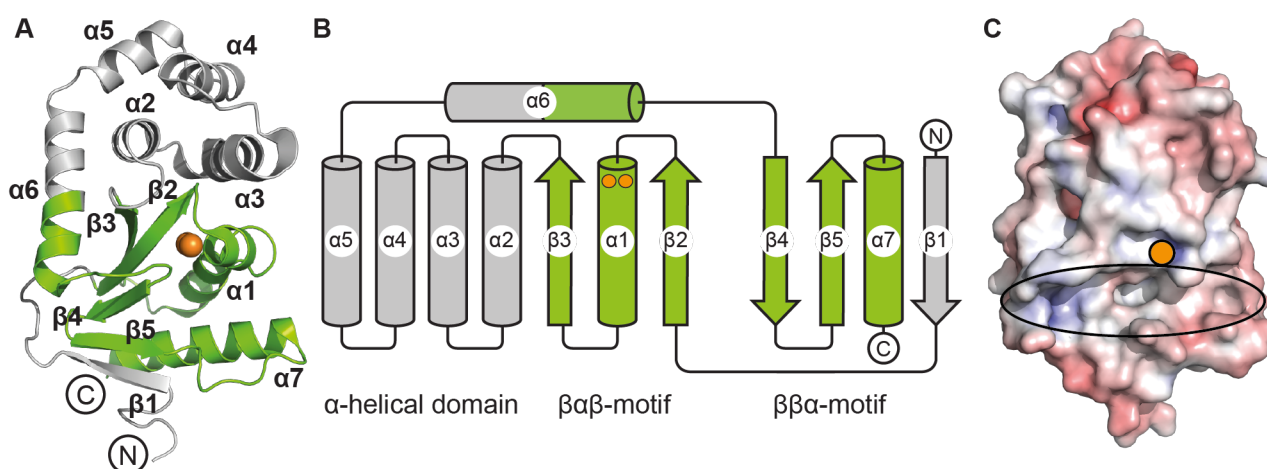 A
α5
α4
α2
α6
β2
α3
β3
α1
β4
β5
α7
C
β1
N
B
α6
N
α5
α4
α3
α2
β3
α1
β2
β4
β5
α7
β1
C
α-helical domain
βαβ-motif
ββα-motif
C